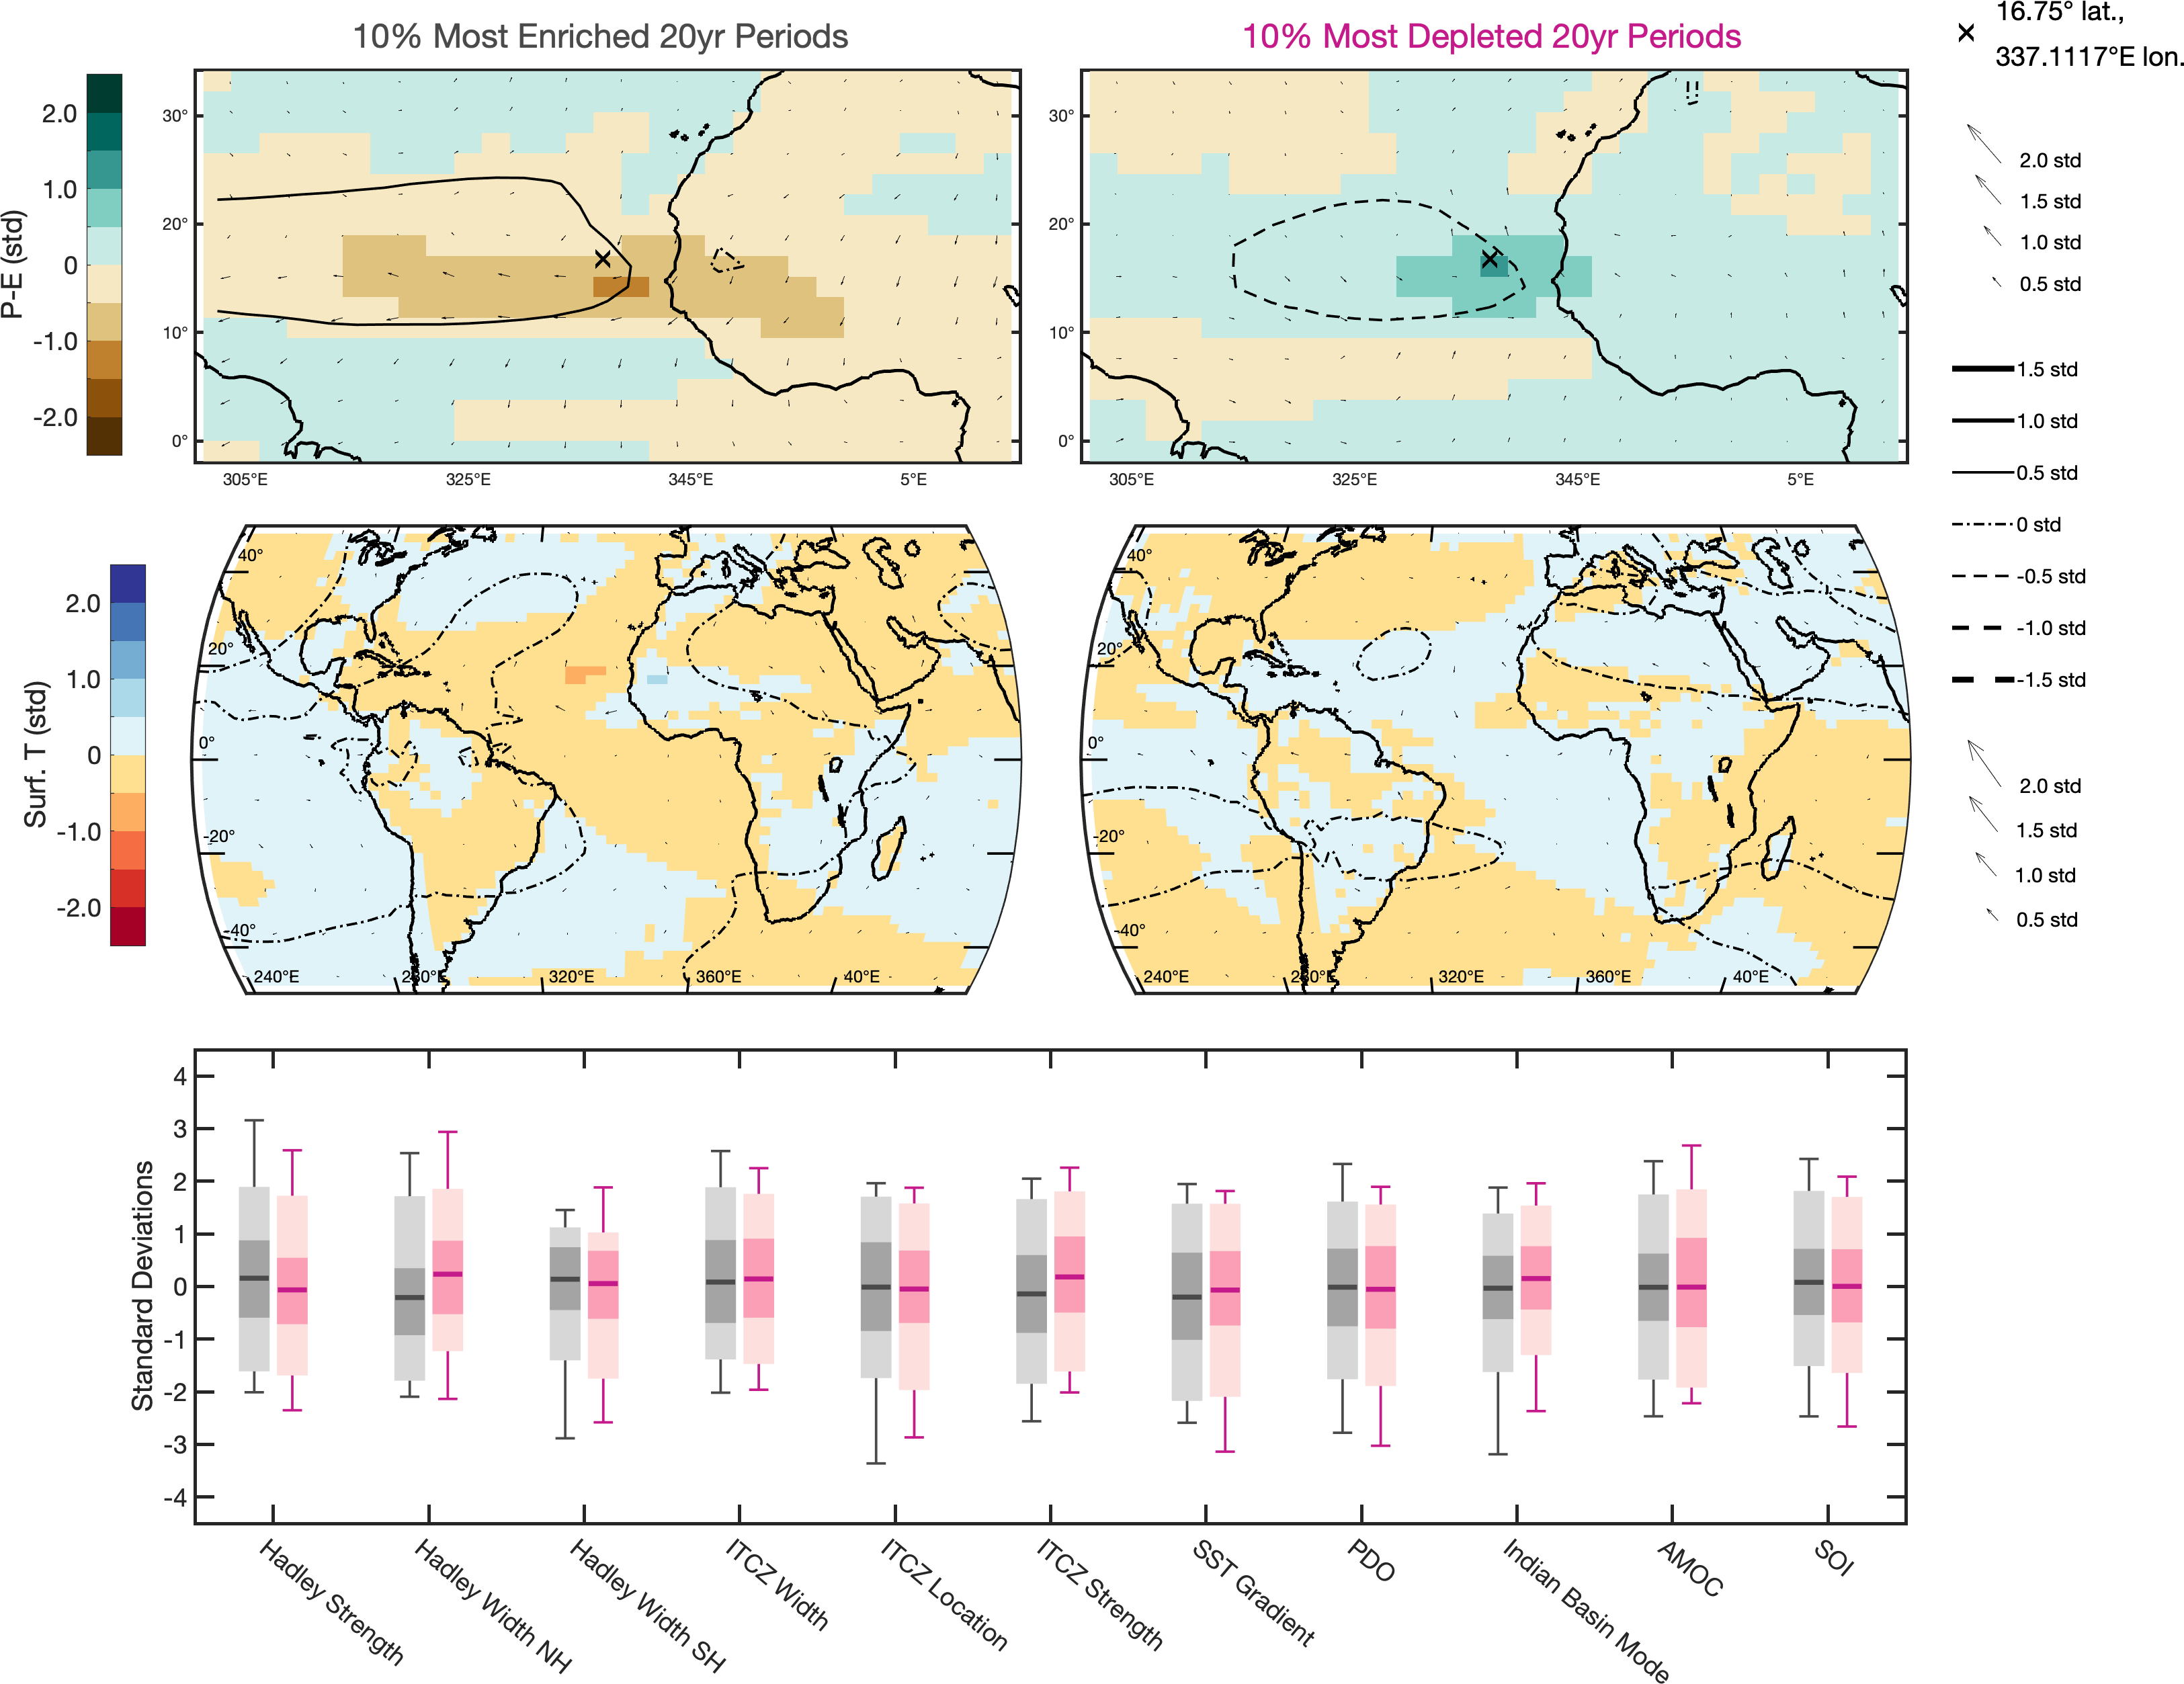 10% Most Enriched 20yr Periods
10% Most Depleted 20yr Periods
16.75° lat.,
337.1117°E lon.
P-E (std)
2.0
1.0
0
-1.0
-2.0
30°
20°
10°
0°
305°E
325°E
345°E
5°E
30°
20°
10°
0°
305°E
325°E
345°E
5°E
2.0 std
1.5 std
1.0 std
0.5 std
1.5 std
1.0 std
0.5 std
0 std
-0.5 std
-1.0 std
-1.5 std
Surf. T (std)
2.0
1.0
0
-1.0
-2.0
40°
20°
0°
-20°
-40°
240°E
280°E
320°E
360°E
40°E
40°
20°
0°
-20°
-40°
240°E
280°E
320°E
360°E
40°E
2.0 std
1.5 std
1.0 std
0.5 std
Standard Deviations
4
3
2
1
0
-1
-2
-3
-4
Hadley Strength
Hadley Width NH
Hadley Width SH
ITCZ Width
ITCZ Location
ITCZ Strength
SST Gradient
PDO
Indian Basin Mode
AMOC
SOI